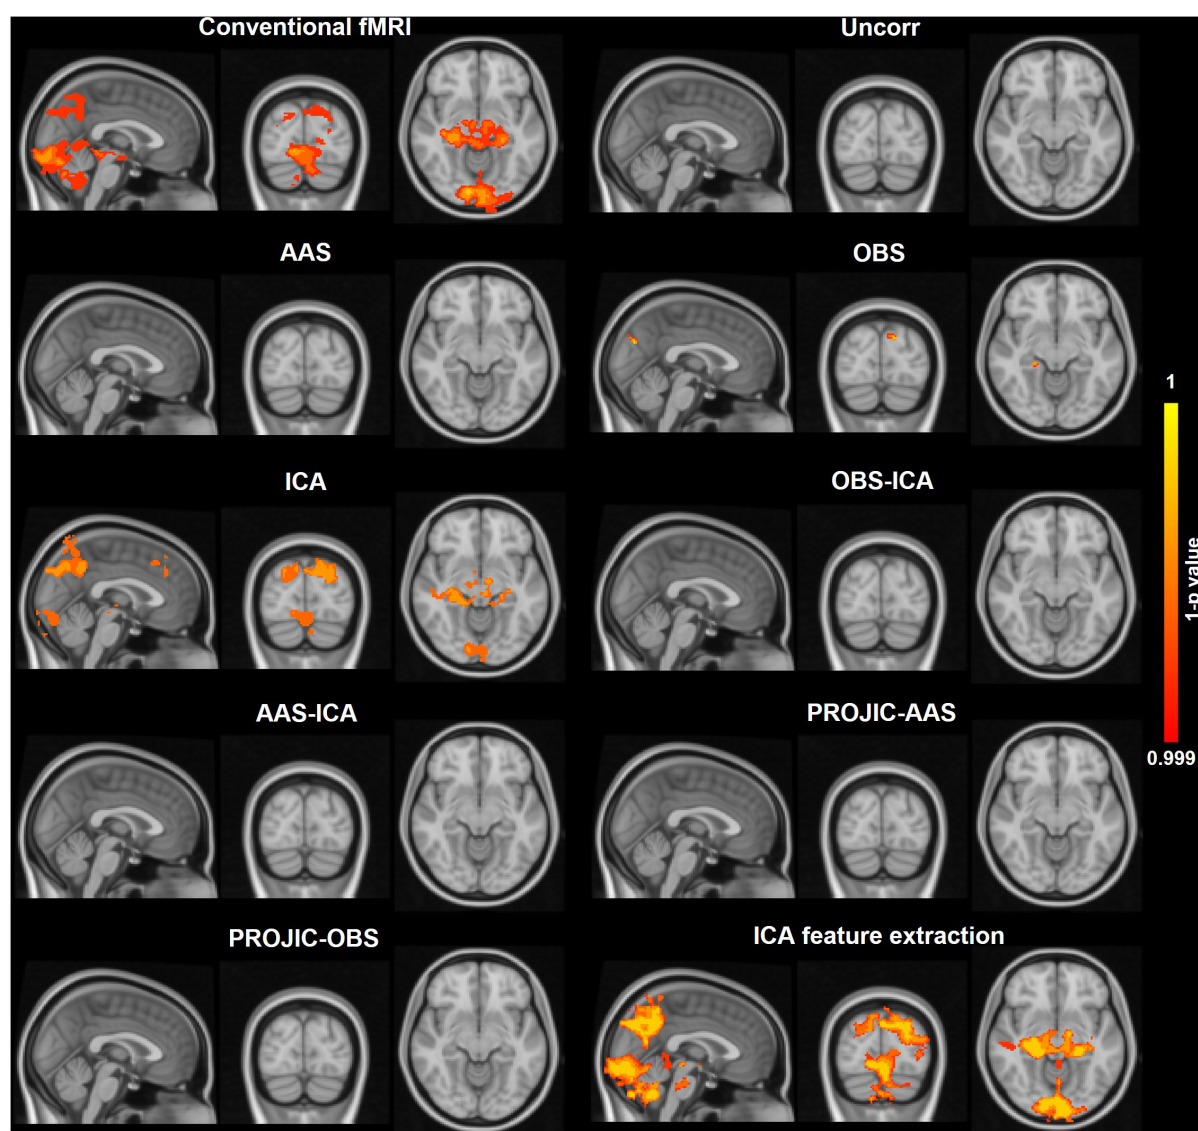 Conventional fMRI
Uncorr
AAS
OBS
ICA
OBS-ICA
AAS-ICA
PROJIC-AAS
PROJIC-OBS
ICA feature extraction
1
1-p value
0.999